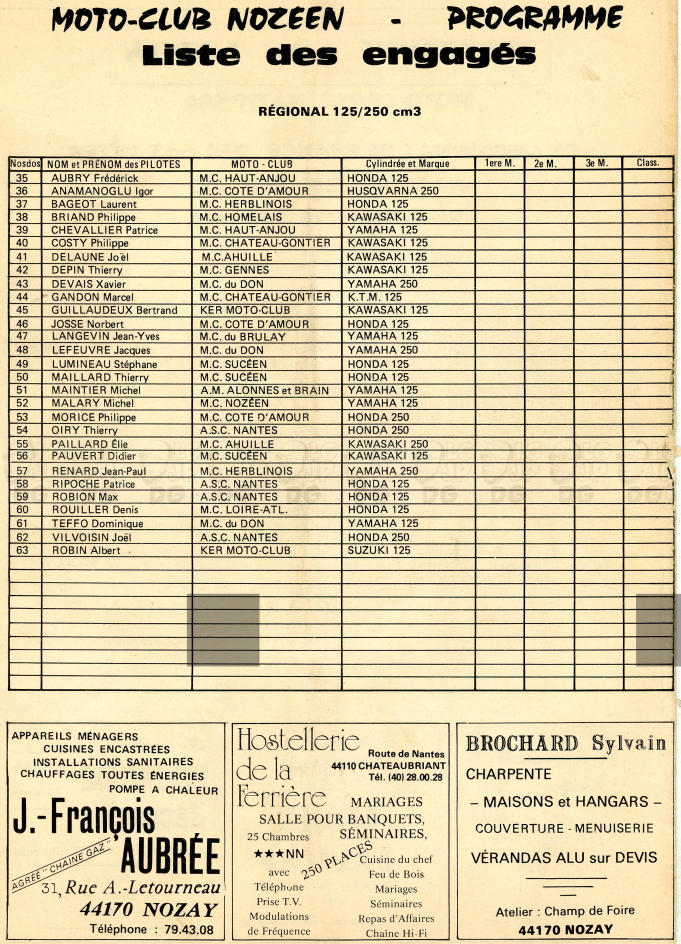 MOTO-CLUB NOZEEN - PROGRAMME
Liste des engagés
RÉGIONAL 125/250 cm3
Nosdos NOM et PRENOM des PILOTES MOTO - CLUB Cylindrée et Marque 1ere M. 2e M. 3e M. Class.
35 AUBRY Frédérick M.C. HAUT-ANJOU HONDA 125
36 ANAMANOGLU Igor M.C. COTE D'AMOUR HUSQVARNA 250
37 BAGEOT Laurent M.C. HERBLINOIS HONDA 125
38 BRIAND Philippe M.C. HOMELAIS KAWASAKI 125
39 CHEVALLIER Patrice M.C. HAUT-ANJOU YAMAHA 125
40 COSTY Philippe M.C. CHATEAU-GONTIER KAWASAKI 125
41 DELAUNE Joël M.C.AHUILLE KAWASAKI 125
42 DEPIN Thierry M.C. GENNES KAWASAKI 125
43 DEVAIS Xavier M.C. du DON YAMAHA 250
44 GANDON Marcel M.C. CHATEAU-GONTIER K.T.M. 125
45 GUILLAUDEUX Bertrand KER MOTO-CLUB KAWASAKI 125
46 JOSSE Norbert M.C. COTE D'AMOUR HONDA 125
47 LANGEVIN Jean-Yves M.C. du BRULAY YAMAHA 125
48 LEFEUVRE Jacques M.C. du DON YAMAHA 250
49 LUMINEAU Stéphane M.C. SUCÉEN HONDA 125
50 MAILLARD Thierry M.C. SUCÉEN HONDA 125
51 MAINTIER Michel A.M. ALONNES et BRAIN YAMAHA 125
52 MALARY Michel M.C. NOZÉEN YAMAHA 125
53 MORICE Philippe M.C. COTE D'AMOUR HONDA 250
54 OIRY Thierry A.S.C. NANTES HONDA 250
55 PAILLARD Élie M.C. AHUILLE KAWASAKI 250
56 PAUVERT Didier M.C. SUCÉEN KAWASAKI 125
57 RENARD Jean-Paul M.C. HERBLINOIS YAMAHA 250
58 RIPOCHE Patrice A.S.C. NANTES HONDA 125
59 ROBION Max A.S.C. NANTES HONDA 125
60 ROUILLER Denis M.C. LOIRE-ATL. HONDA 125
61 TEFFO Dominique M.C. du DON YAMAHA 125
62 VILVOISIN Joël A.S.C. NANTES HONDA 250
63 ROBIN Albert KER MOTO-CLUB SUZUKI 125
APPAREILS MÉNAGERS
CUISINES ENCASTRÉES
INSTALLATIONS SANITAIRES
CHAUFFAGES TOUTES ÉNERGIES
POMPE A CHALEUR
J.-François
AUBRÉE
AGRÉÉ "CHAINE GAZ"
31, Rue A.-Letourneau
44170 NOZAY
Téléphone : 79.43.08
Hostellerie
de la
Ferrière
Route de Nantes
44110 CHATEAUBRIANT
Tél. (40) 28.00.28
MARIAGES
SALLE POUR BANQUETS,
SÉMINAIRES,
250 PLACES
25 Chambres
★★★NN
avec
Téléphone
Prise T.V.
Modulations
de Fréquence
Cuisine du chef
Feu de Bois
Mariages
Séminaires
Repas d'Affaires
Chaine Hi-Fi
BROCHARD Sylvain
CHARPENTE
– MAISONS et HANGARS –
COUVERTURE - MENUISERIE
VÉRANDAS ALU sur DEVIS
Atelier : Champ de Foire
44170 NOZAY